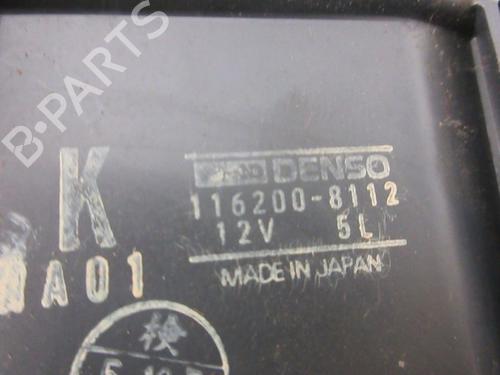 B-PARTS
K
DENSO
116200-8112
12V 5L
A01
MADE IN JAPAN
検